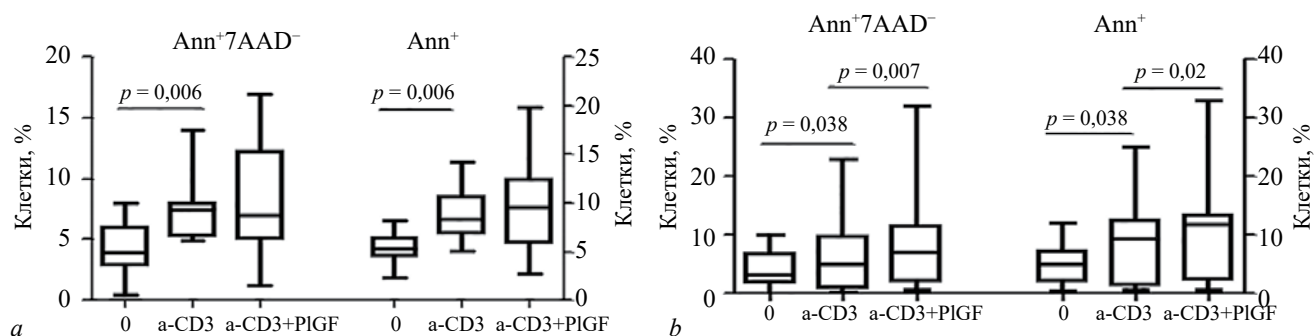 Ann⁺7AAD⁻ Ann⁺
Клетки, %
20
15
10
5
0
p = 0,006
p = 0,006
25
20
15
10
5
0
Клетки, %
0 a-CD3 a-CD3+PlGF 0 a-CD3 a-CD3+PlGF
a
Ann⁺7AAD⁻ Ann⁺
Клетки, %
40
30
20
10
0
p = 0,007
p = 0,038
p = 0,02
p = 0,038
40
30
20
10
0
Клетки, %
0 a-CD3 a-CD3+PlGF 0 a-CD3 a-CD3+PlGF
b